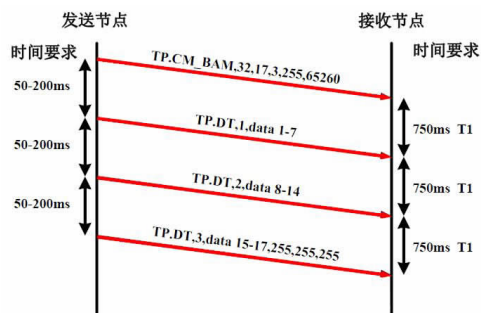 发送节点
接收节点
时间要求
时间要求
TP.CM_BAM,32,17,3,255,65260
50-200ms
TP.DT,1,data 1-7
750ms T1
50-200ms
TP.DT,2,data 8-14
750ms T1
50-200ms
TP.DT,3,data 15-17,255,255,255
750ms T1